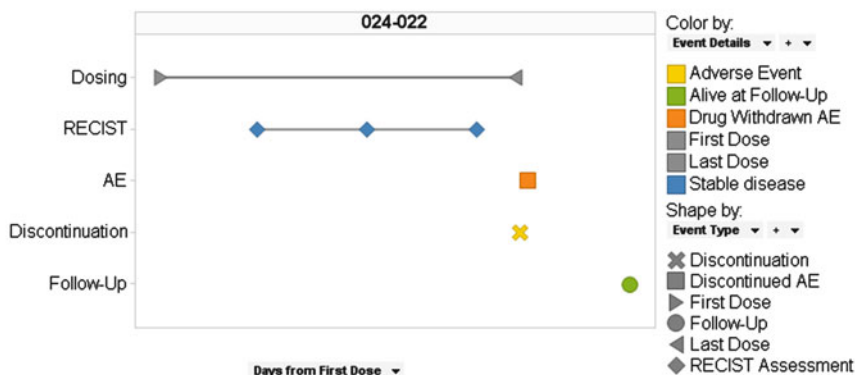 024-022
Dosing
RECIST
AE
Discontinuation
Follow-Up
Days from First Dose
Color by:
Event Details +
Adverse Event
Alive at Follow-Up
Drug Withdrawn AE
First Dose
Last Dose
Stable disease
Shape by:
Event Type +
Discontinuation
Discontinued AE
First Dose
Follow-Up
Last Dose
RECIST Assessment